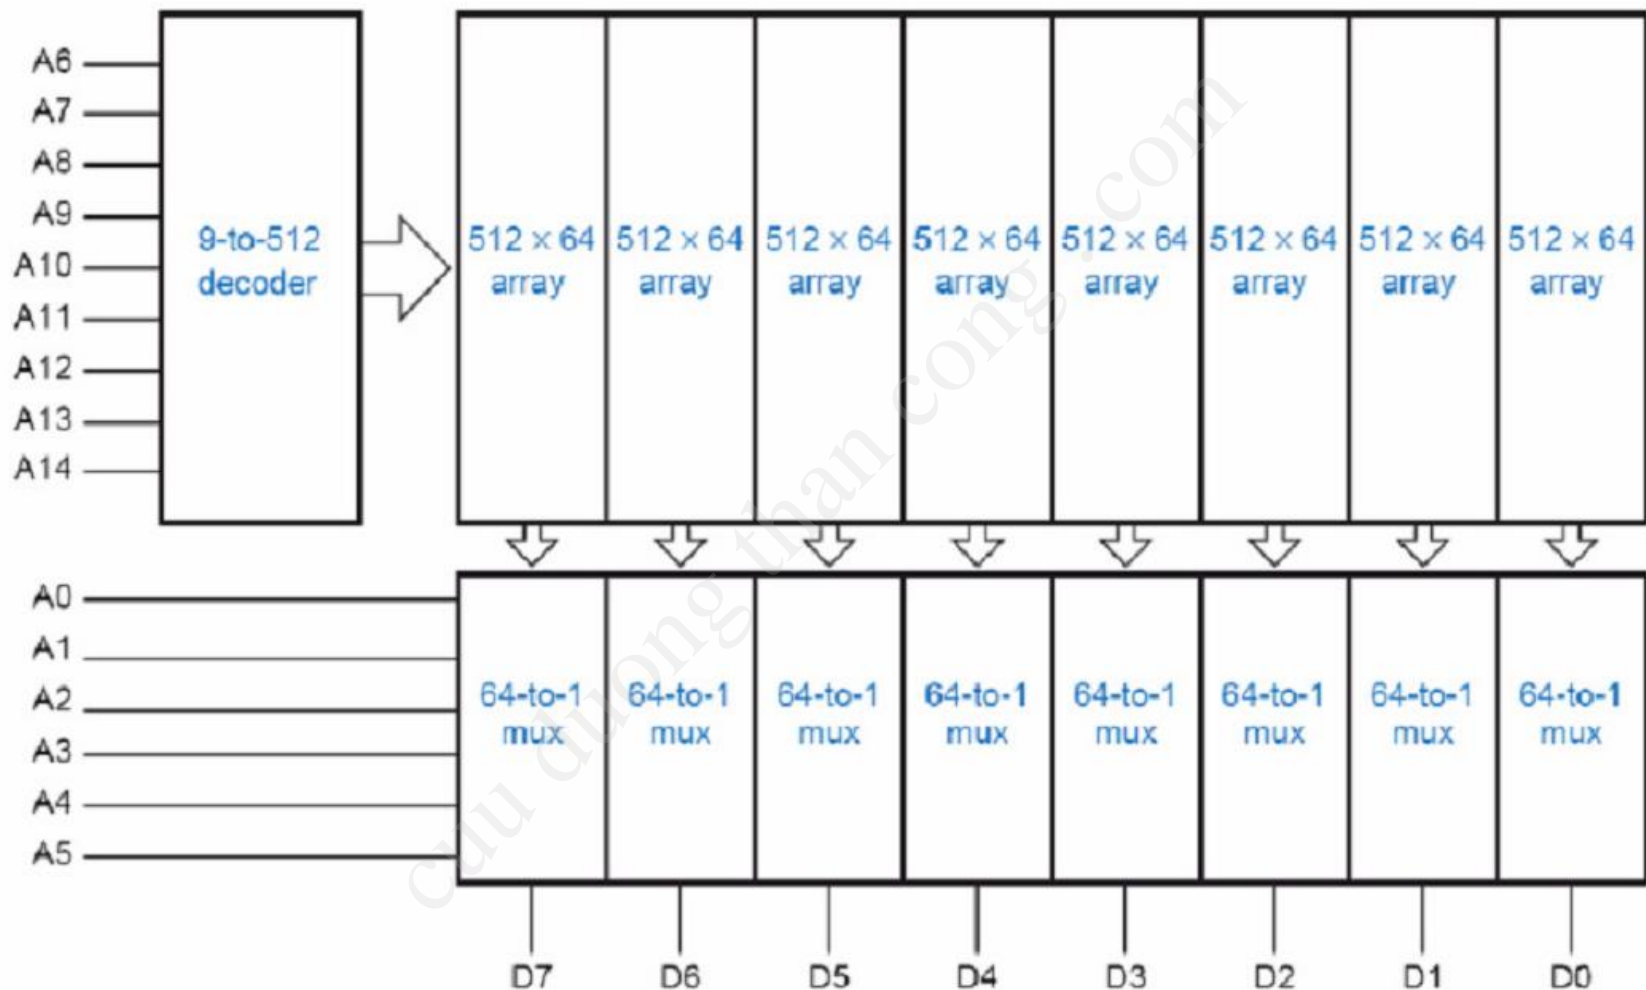 A6
A7
A8
A9
A10
A11
A12
A13
A14
9-to-512
decoder
512 × 64 512 × 64 512 × 64 512 × 64 512 × 64 512 × 64 512 × 64 512 × 64
array array array array array array array array
A0
A1
A2
A3
A4
A5
64-to-1 64-to-1 64-to-1 64-to-1 64-to-1 64-to-1 64-to-1 64-to-1
mux mux mux mux mux mux mux mux
D7 D6 D5 D4 D3 D2 D1 D0
cuu duong than cong . com